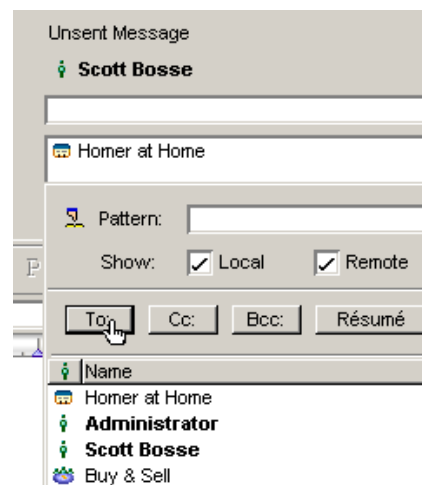 Unsent Message
Scott Bosse
Homer at Home
Pattern:
Show: Local Remote
P
To: Cc: Bcc: Résumé
Name
Homer at Home
Administrator
Scott Bosse
Buy & Sell